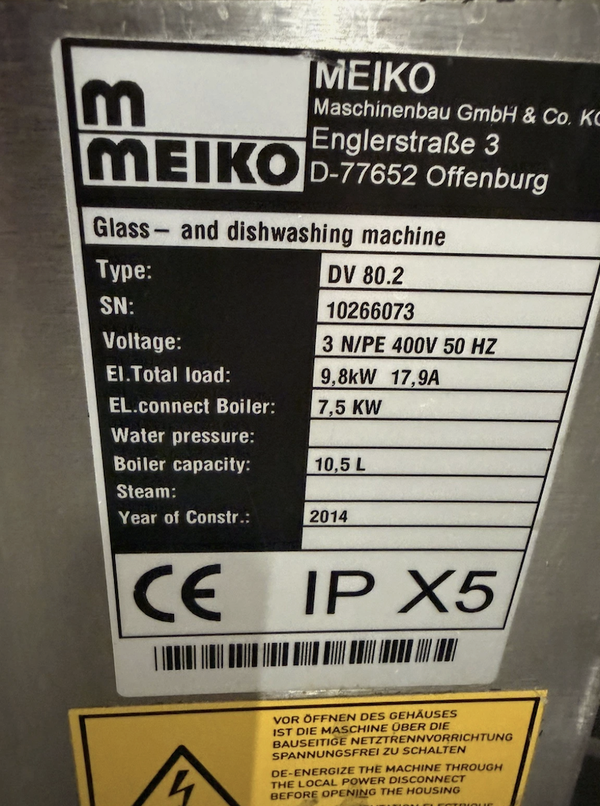 m
MEIKO
MEIKO
Maschinenbau GmbH & Co. KG
Englerstraße 3
D-77652 Offenburg
Glass- and dishwashing machine
Type: DV 80.2
SN: 10266073
Voltage: 3 N/PE 400V 50 HZ
El.Total load: 9,8kW 17,9A
EL.connect Boiler: 7,5 KW
Water pressure:
Boiler capacity: 10,5 L
Steam:
Year of Constr.: 2014
CE IP X5
VOR ÖFFNEN DES GEHÄUSES
IST DIE MASCHINE ÜBER DIE
BAUSEITIGE NETZTRENNVORRICHTUNG
SPANNUNGSFREI ZU SCHALTEN
DE-ENERGIZE THE MACHINE THROUGH
THE LOCAL POWER DISCONNECT
BEFORE OPENING THE HOUSING